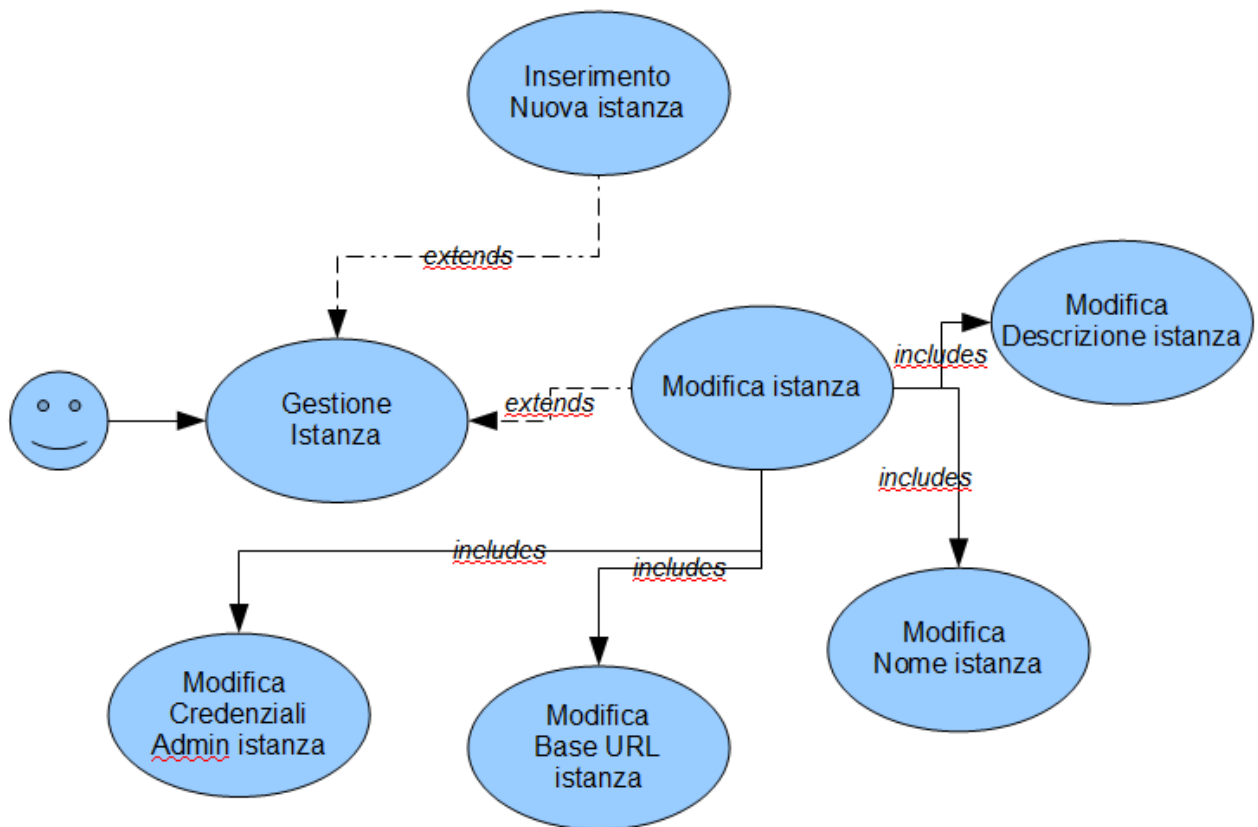 Inserimento
Nuova istanza
extends
Modifica
Descrizione istanza
includes
Modifica istanza
extends
Gestione
Istanza
includes
includes
includes
Modifica
Nome istanza
Modifica
Credenziali
Admin istanza
Modifica
Base URL
istanza